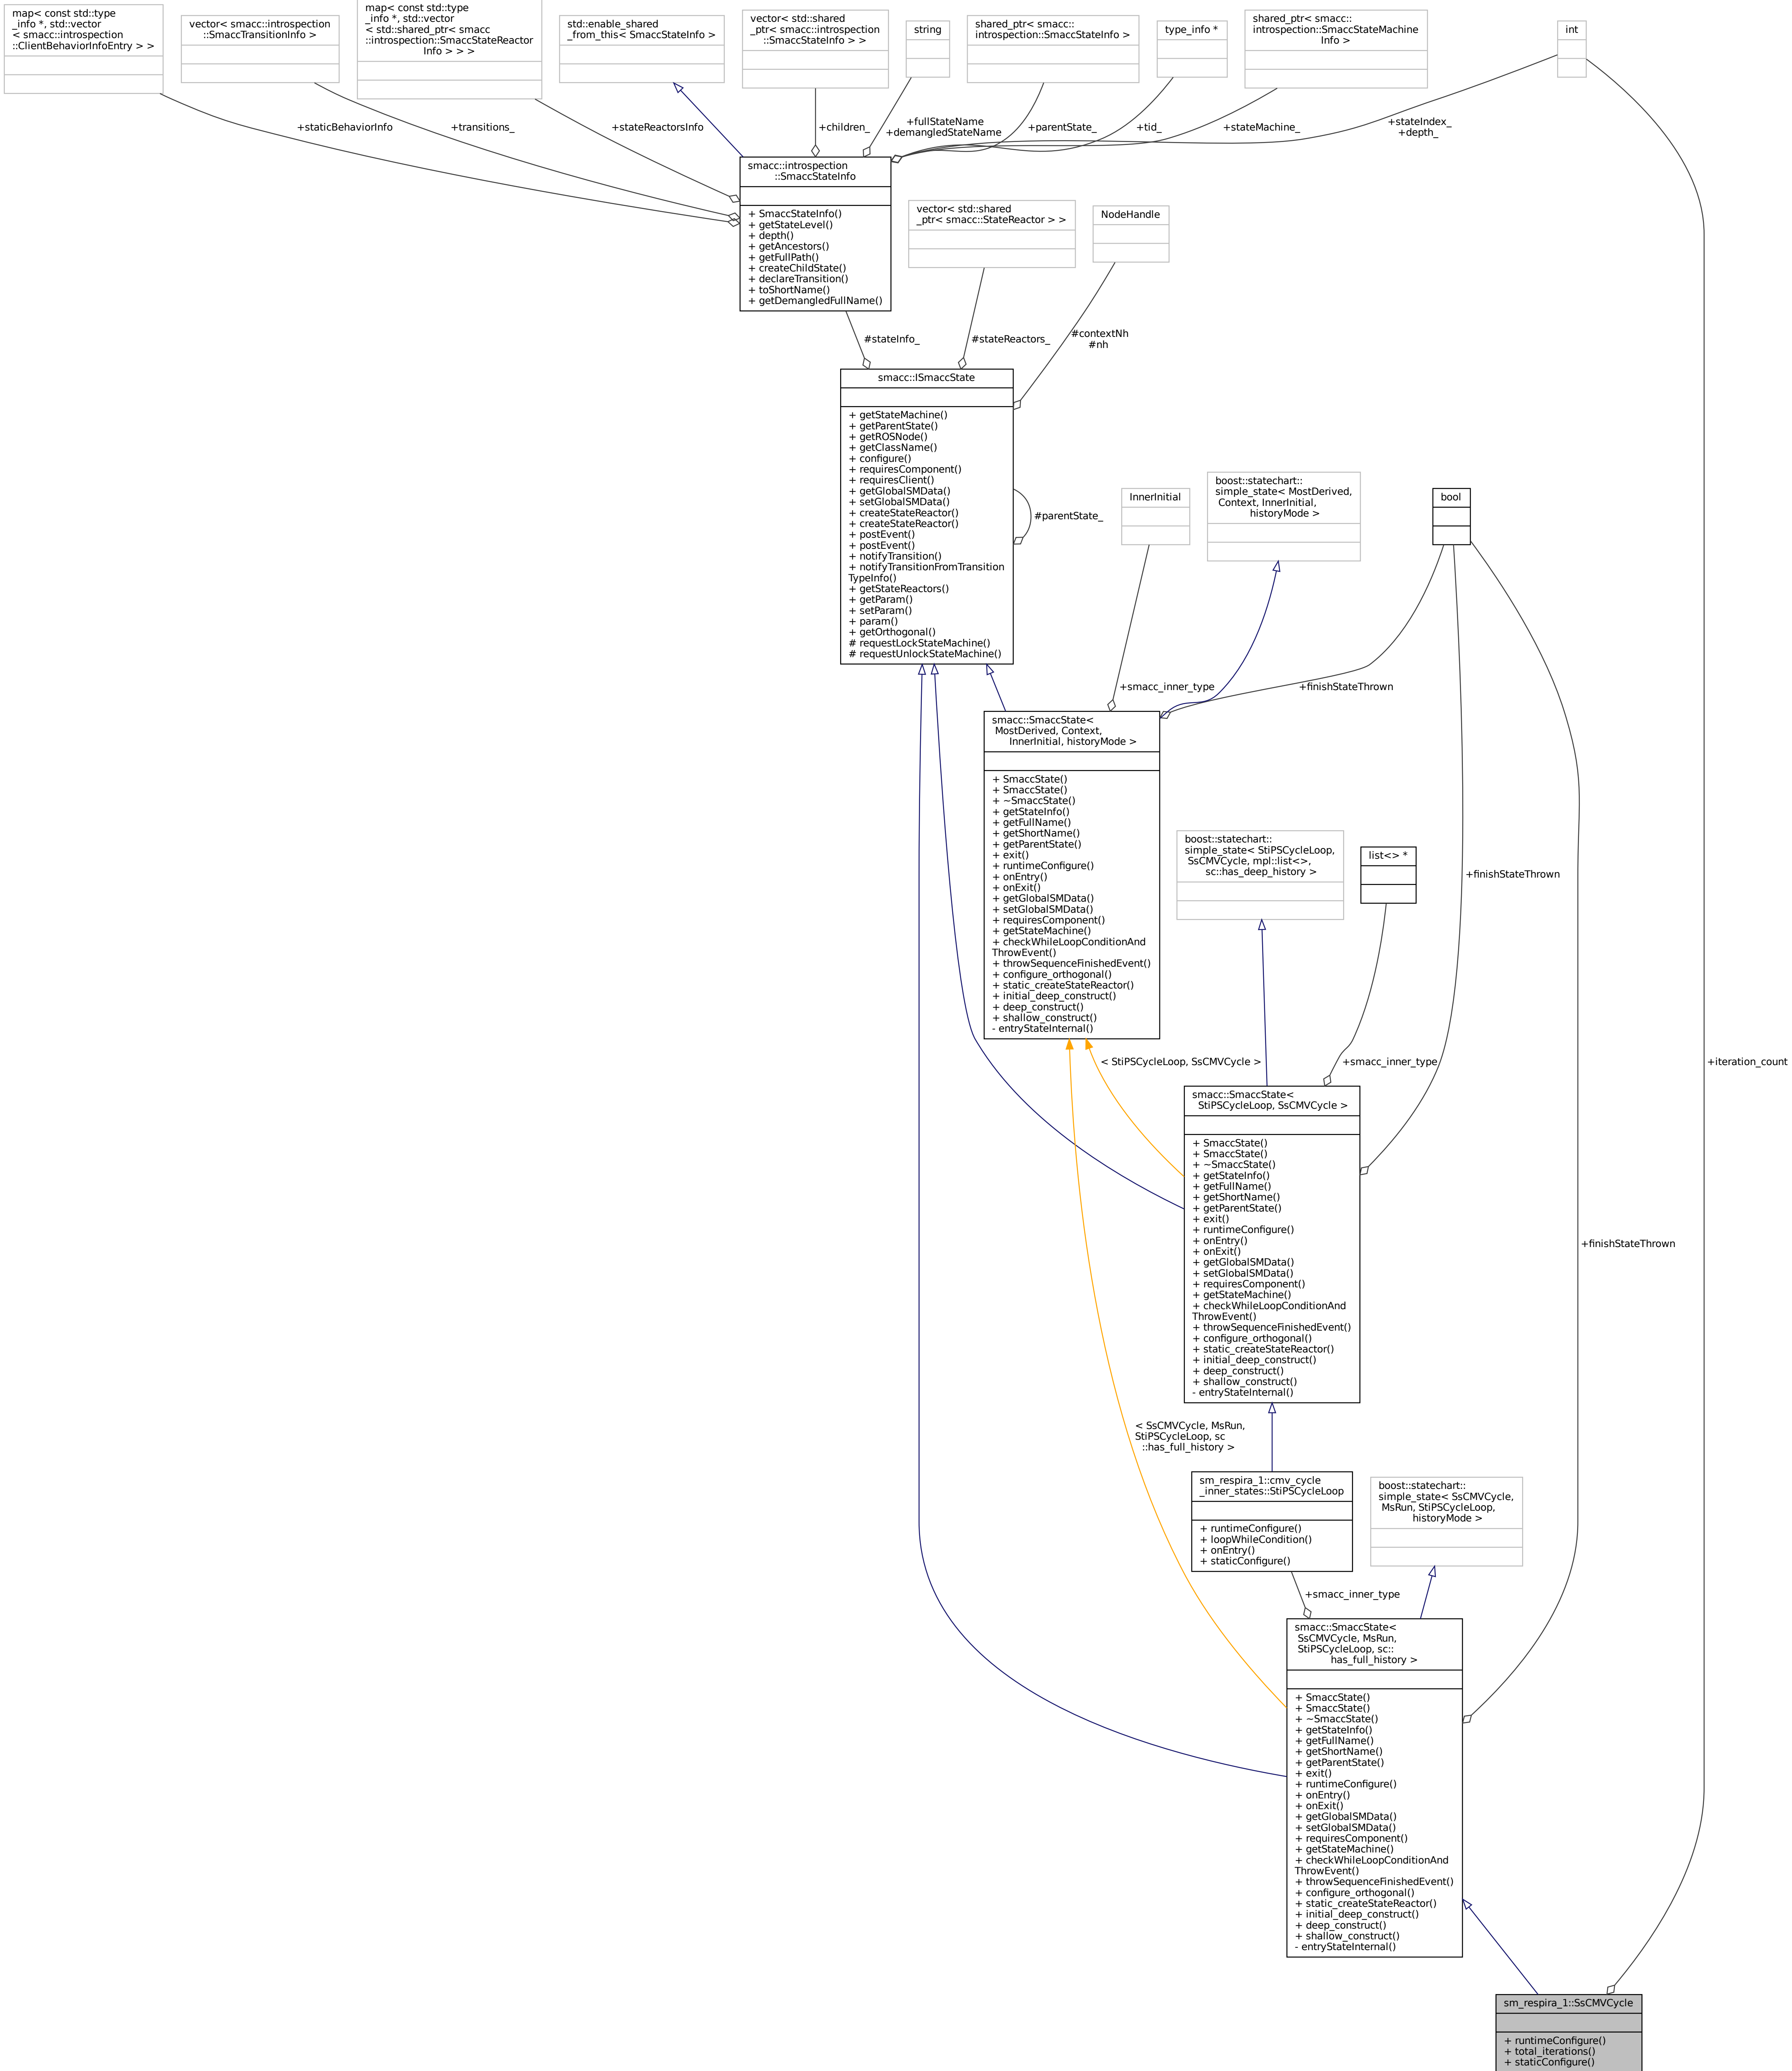 map< const std::type
_info *, std::vector
< smacc::introspection
::ClientBehaviorInfoEntry > >
vector< smacc::introspection
::SmaccTransitionInfo >
map< const std::type
_info *, std::vector
< std::shared_ptr< smacc
::introspection::SmaccStateReactor
Info > > >
std::enable_shared
_from_this< SmaccStateInfo >
vector< std::shared
_ptr< smacc::introspection
::SmaccStateInfo > >
string
shared_ptr< smacc::
introspection::SmaccStateInfo >
type_info *
shared_ptr< smacc::
introspection::SmaccStateMachine
Info >
int
+staticBehaviorInfo
+transitions_
+stateReactorsInfo
+children_
+fullStateName
+demangledStateName
+parentState_
+tid_
+stateMachine_
+stateIndex_
+depth_
smacc::introspection
::SmaccStateInfo
+ SmaccStateInfo()
+ getStateLevel()
+ depth()
+ getAncestors()
+ getFullPath()
+ createChildState()
+ declareTransition()
+ toShortName()
+ getDemangledFullName()
vector< std::shared
_ptr< smacc::StateReactor > >
NodeHandle
#stateInfo_
#stateReactors_
#contextNh
#nh
smacc::ISmaccState
+ getStateMachine()
+ getParentState()
+ getROSNode()
+ getClassName()
+ configure()
+ requiresComponent()
+ requiresClient()
+ getGlobalSMData()
+ setGlobalSMData()
+ createStateReactor()
+ createStateReactor()
+ postEvent()
+ postEvent()
+ notifyTransition()
+ notifyTransitionFromTransition
TypeInfo()
+ getStateReactors()
+ getParam()
+ setParam()
+ param()
+ getOrthogonal()
# requestLockStateMachine()
# requestUnlockStateMachine()
#parentState_
InnerInitial
boost::statechart::
simple_state< MostDerived,
Context, InnerInitial,
historyMode >
bool
+smacc_inner_type
+finishStateThrown
smacc::SmaccState<
MostDerived, Context,
InnerInitial, historyMode >
+ SmaccState()
+ SmaccState()
+ ~SmaccState()
+ getStateInfo()
+ getFullName()
+ getShortName()
+ getParentState()
+ exit()
+ runtimeConfigure()
+ onEntry()
+ onExit()
+ getGlobalSMData()
+ setGlobalSMData()
+ requiresComponent()
+ getStateMachine()
+ checkWhileLoopConditionAnd
ThrowEvent()
+ throwSequenceFinishedEvent()
+ configure_orthogonal()
+ static_createStateReactor()
+ initial_deep_construct()
+ deep_construct()
+ shallow_construct()
- entryStateInternal()
boost::statechart::
simple_state< StiPSCycleLoop,
SsCMVCycle, mpl::list<>,
sc::has_deep_history >
list<> *
+finishStateThrown
< StiPSCycleLoop, SsCMVCycle >
+smacc_inner_type
+iteration_count
smacc::SmaccState<
StiPSCycleLoop, SsCMVCycle >
+ SmaccState()
+ SmaccState()
+ ~SmaccState()
+ getStateInfo()
+ getFullName()
+ getShortName()
+ getParentState()
+ exit()
+ runtimeConfigure()
+ onEntry()
+ onExit()
+ getGlobalSMData()
+ setGlobalSMData()
+ requiresComponent()
+ getStateMachine()
+ checkWhileLoopConditionAnd
ThrowEvent()
+ throwSequenceFinishedEvent()
+ configure_orthogonal()
+ static_createStateReactor()
+ initial_deep_construct()
+ deep_construct()
+ shallow_construct()
- entryStateInternal()
+finishStateThrown
< SsCMVCycle, MsRun,
StiPSCycleLoop, sc
::has_full_history >
sm_respira_1::cmv_cycle
_inner_states::StiPSCycleLoop
+ runtimeConfigure()
+ loopWhileCondition()
+ onEntry()
+ staticConfigure()
boost::statechart::
simple_state< SsCMVCycle,
MsRun, StiPSCycleLoop,
historyMode >
+smacc_inner_type
smacc::SmaccState<
SsCMVCycle, MsRun,
StiPSCycleLoop, sc::
has_full_history >
+ SmaccState()
+ SmaccState()
+ ~SmaccState()
+ getStateInfo()
+ getFullName()
+ getShortName()
+ getParentState()
+ exit()
+ runtimeConfigure()
+ onEntry()
+ onExit()
+ getGlobalSMData()
+ setGlobalSMData()
+ requiresComponent()
+ getStateMachine()
+ checkWhileLoopConditionAnd
ThrowEvent()
+ throwSequenceFinishedEvent()
+ configure_orthogonal()
+ static_createStateReactor()
+ initial_deep_construct()
+ deep_construct()
+ shallow_construct()
- entryStateInternal()
sm_respira_1::SsCMVCycle
+ runtimeConfigure()
+ total_iterations()
+ staticConfigure()